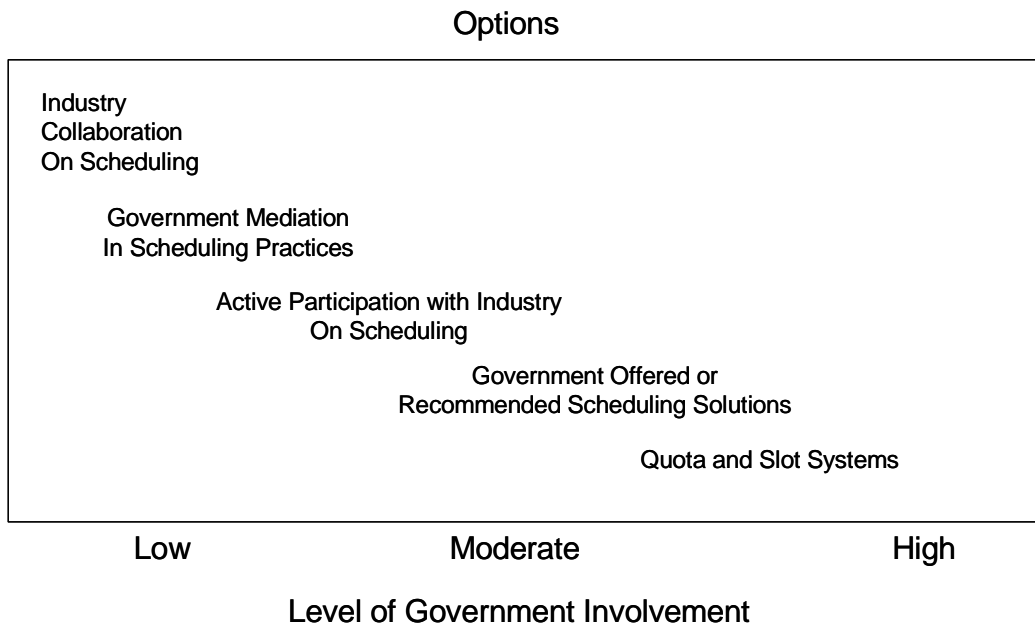 Options
Industry
Collaboration
On Scheduling
Government Mediation
In Scheduling Practices
Active Participation with Industry
On Scheduling
Government Offered or
Recommended Scheduling Solutions
Quota and Slot Systems
Low Moderate High
Level of Government Involvement